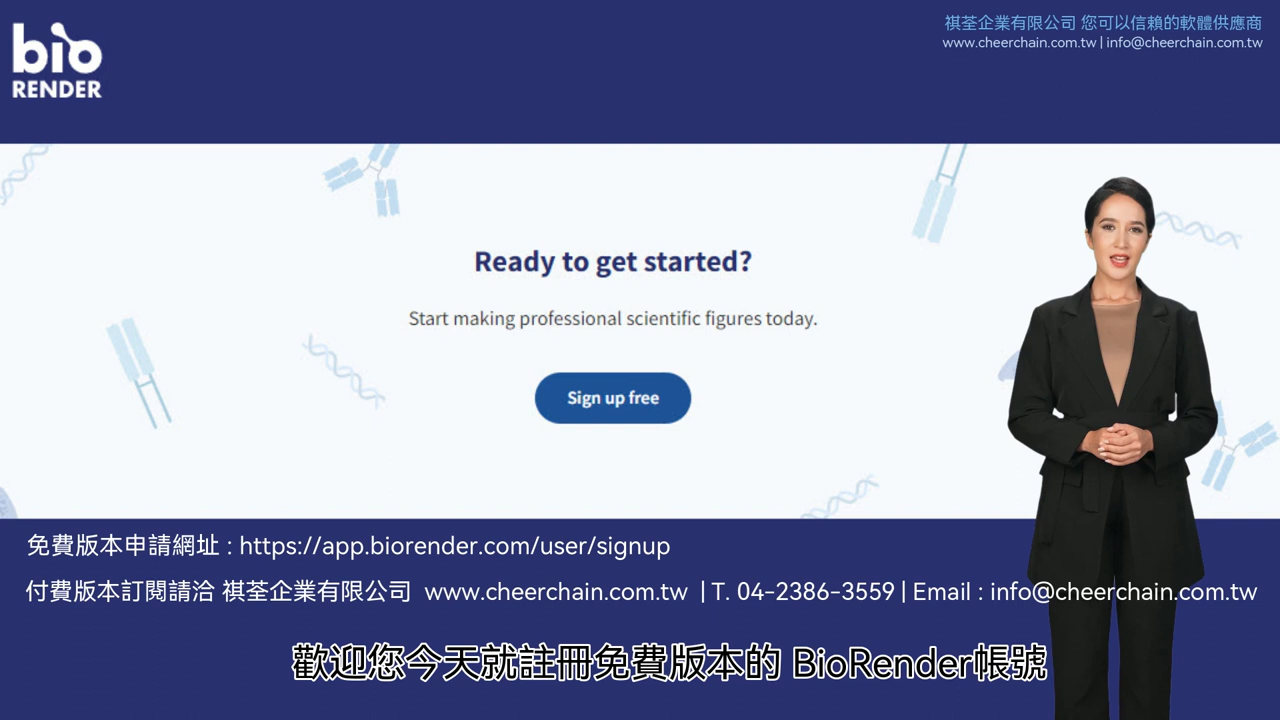 bio
RENDER
祺荃企業有限公司 您可以信賴的軟體供應商
www.cheerchain.com.tw | info@cheerchain.com.tw
Ready to get started?
Start making professional scientific figures today.
Sign up free
免費版本申請網址 : https://app.biorender.com/user/signup
付費版本訂閱請洽 祺荃企業有限公司 www.cheerchain.com.tw | T. 04-2386-3559 | Email : info@cheerchain.com.tw
歡迎您今天就註冊免費版本的 BioRender帳號